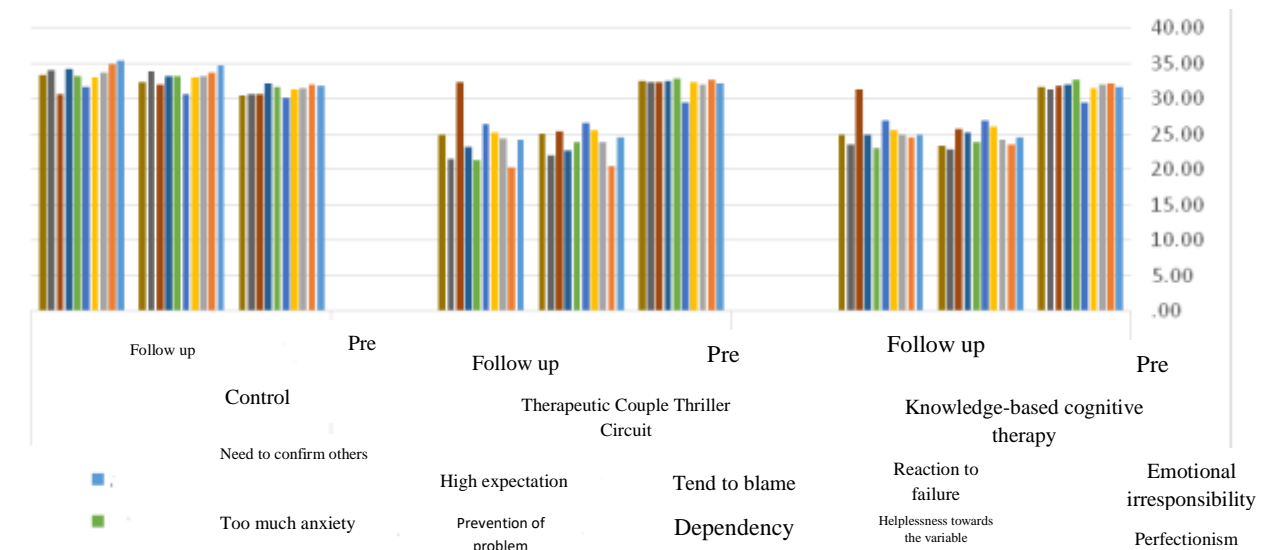 40.00
35.00
30.00
25.00
20.00
15.00
10.00
5.00
.00
Follow up
Pre
Follow up
Pre
Follow up
Pre
Control
Therapeutic Couple Thriller
Circuit
Knowledge-based cognitive
therapy
Need to confirm others
High expectation
Tend to blame
Reaction to
failure
Emotional
irresponsibility
Too much anxiety
Prevention of
problem
Dependency
Helplessness towards
the variable
Perfectionism